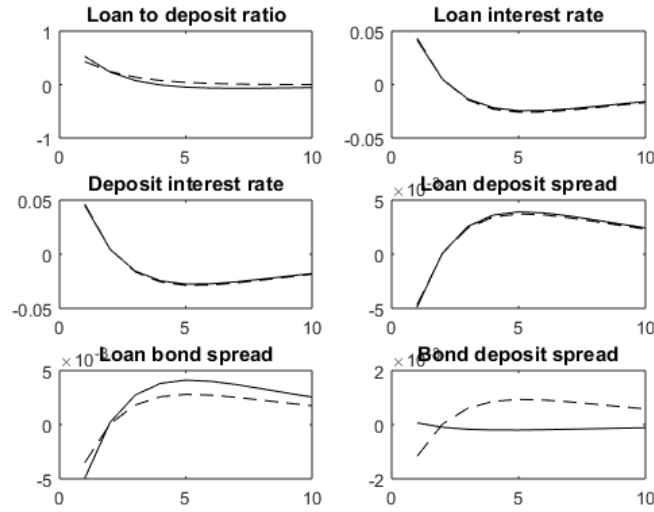 Loan to deposit ratio
1
0
-1
0 5 10
Loan interest rate
0.05
0
-0.05
0 5 10
Deposit interest rate
0.05
0
-0.05
0 5 10
Loan deposit spread
5
0
-5
0 5 10
Loan bond spread
5
0
-5
0 5 10
Bond deposit spread
2
0
-2
0 5 10